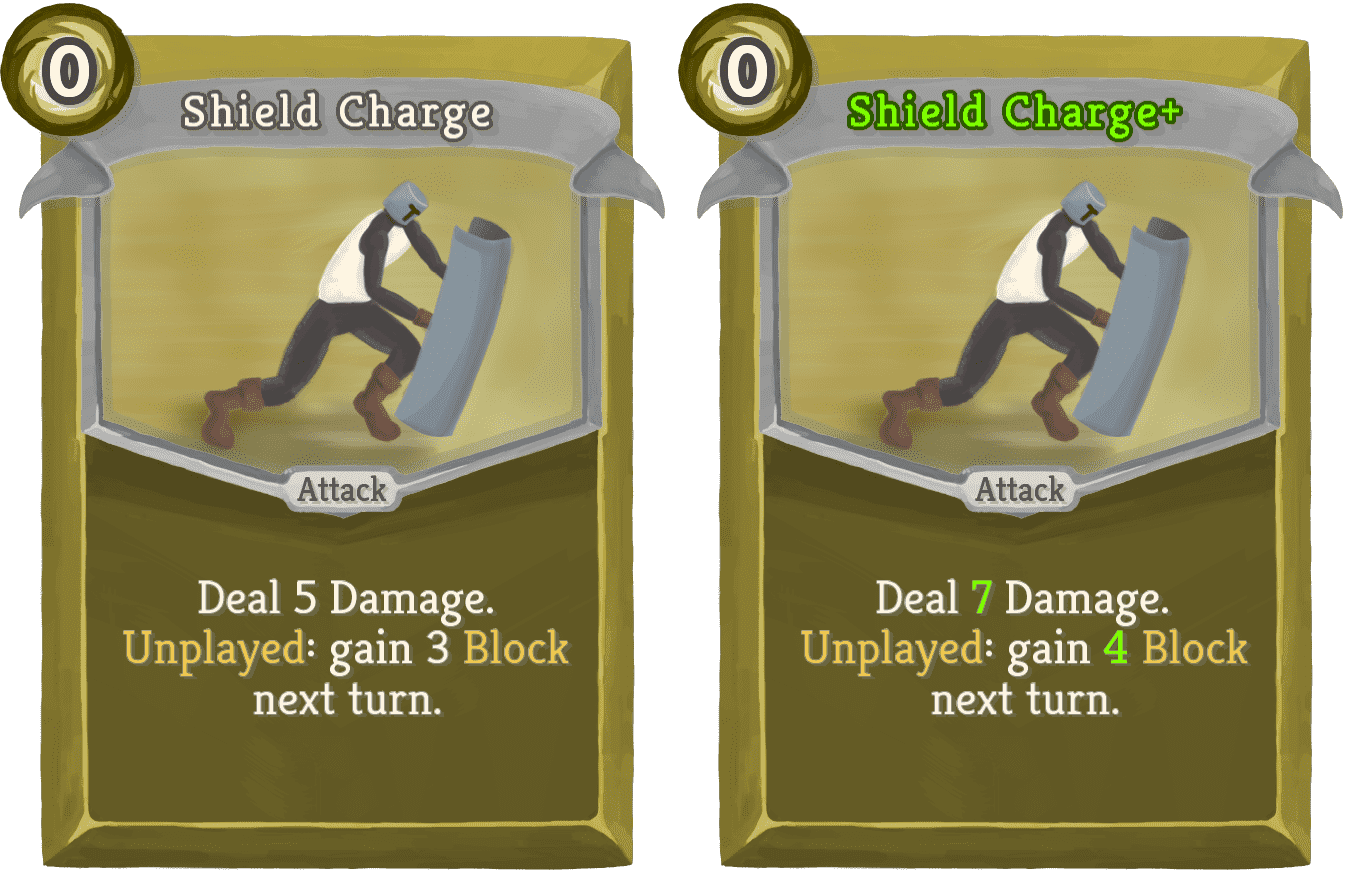 0
Shield Charge
Attack
Deal 5 Damage.
Unplayed: gain 3 Block
next turn.
0
Shield Charge+
Attack
Deal 7 Damage.
Unplayed: gain 4 Block
next turn.